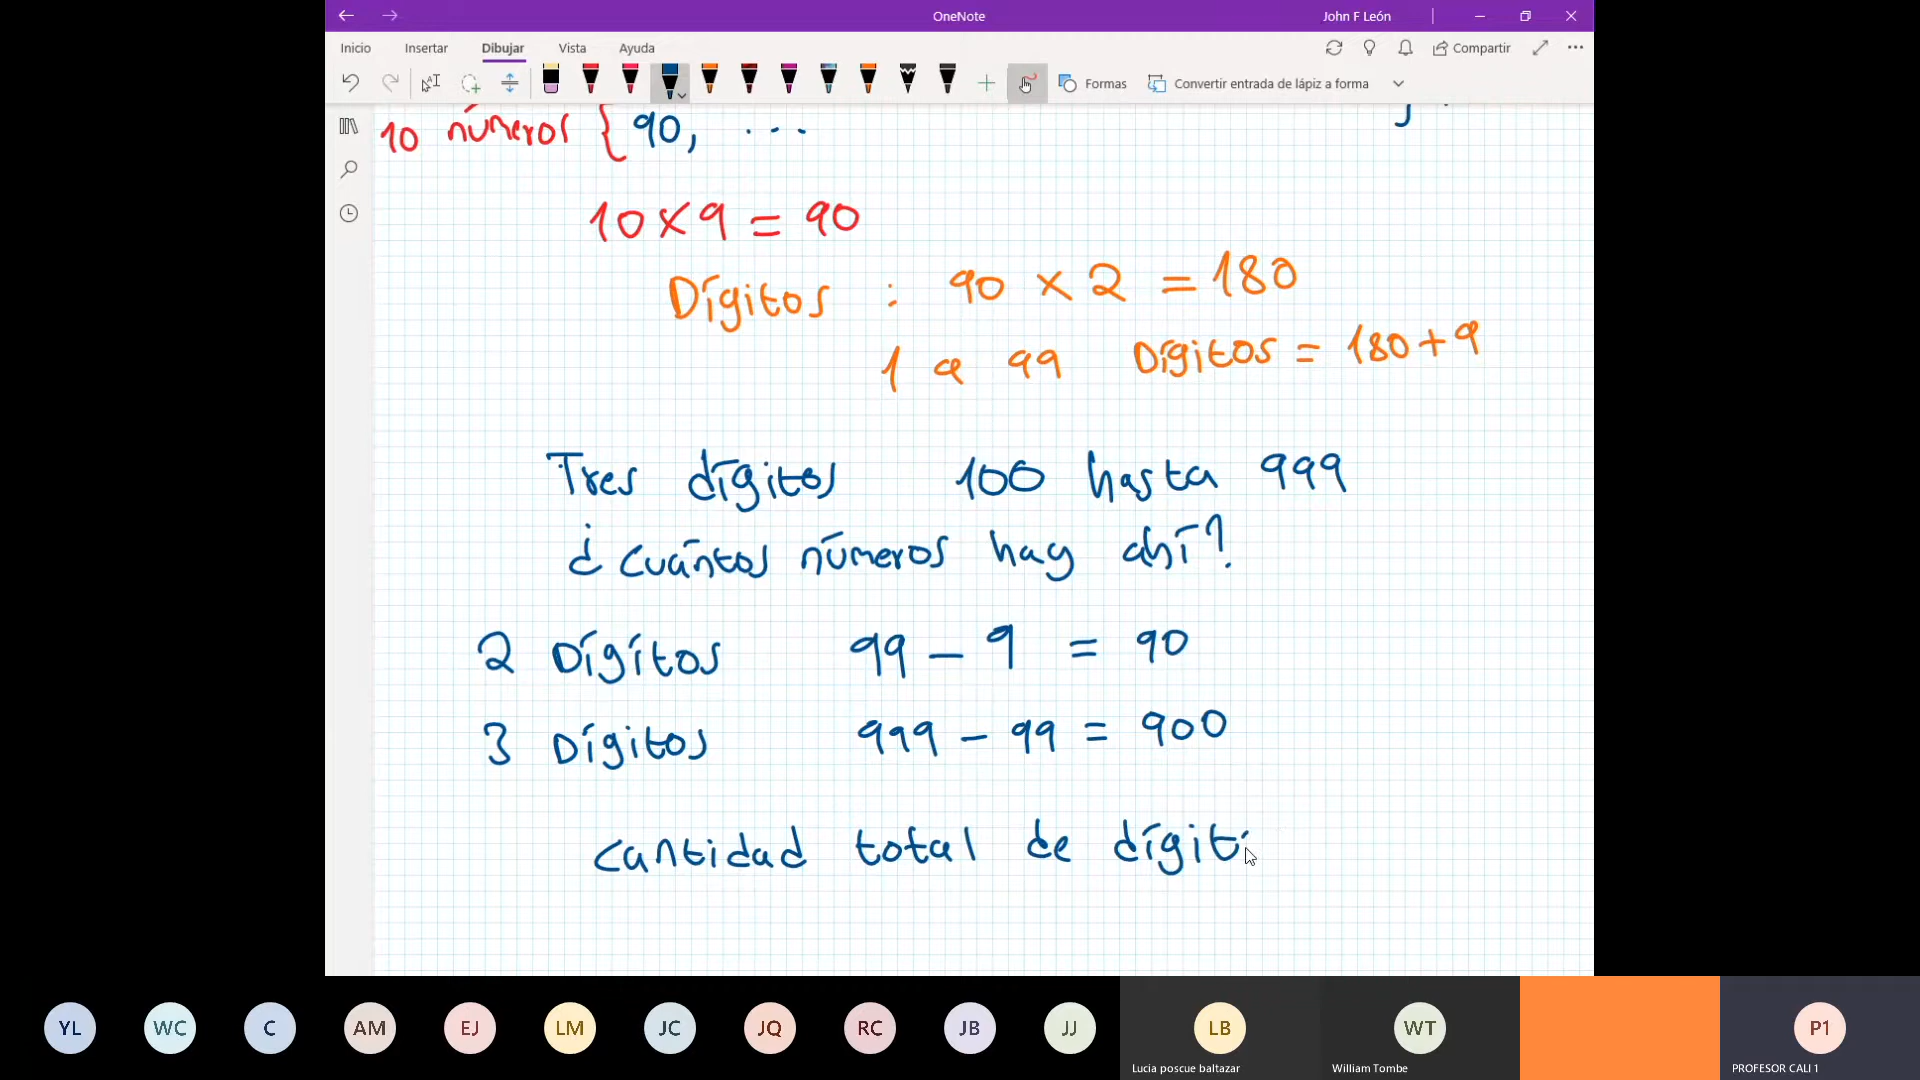 OneNote
John F León
Inicio Insertar Dibujar Vista Ayuda
Compartir
Formas
Convertir entrada de lápiz a forma
10 números { 90, ...
10 x 9 = 90
Dígitos : 90 x 2 = 180
1 a 99 Dígitos = 180 + 9
Tres dígitos 100 hasta 999
¿Cuántos números hay ahí?
2 Dígitos 99 - 9 = 90
3 Dígitos 999 - 99 = 900
Cantidad total de dígit
YL WC C AM EJ LM JC JQ RC JB JJ LB WT P1
Lucia poscue baltazar William Tombe PROFESOR CALI 1